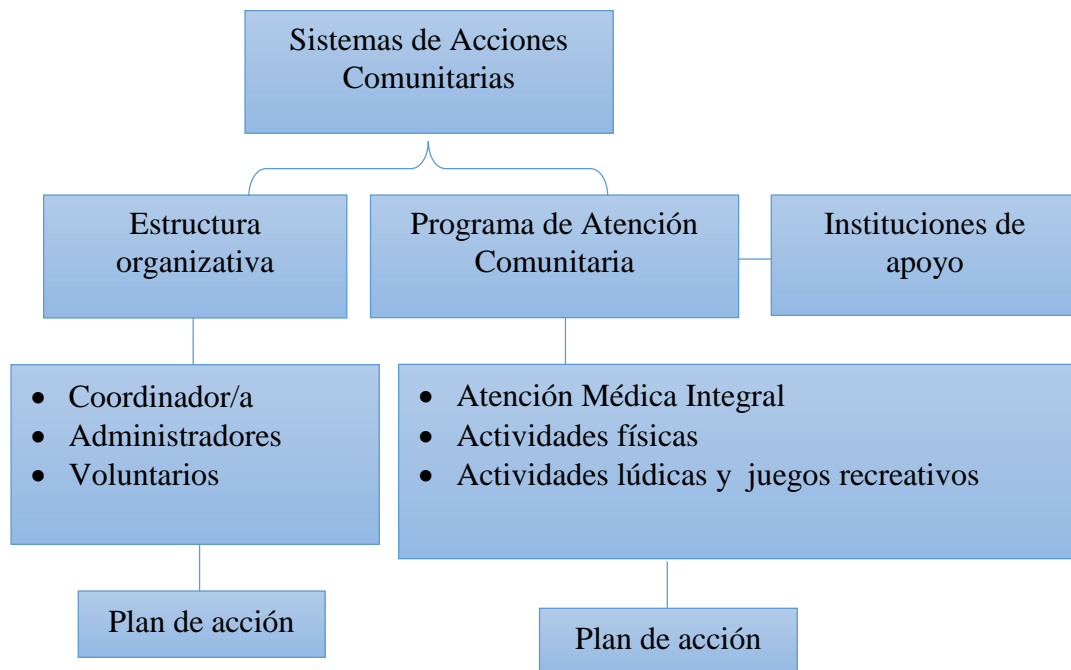 Sistemas de Acciones
Comunitarias
Estructura
organizativa
Programa de Atención
Comunitaria
Instituciones de
apoyo
• Coordinador/a
• Administradores
• Voluntarios
• Atención Médica Integral
• Actividades físicas
• Actividades lúdicas y  juegos recreativos
Plan de acción
Plan de acción